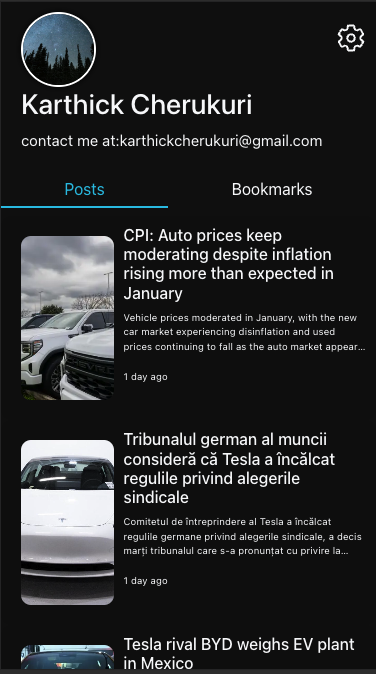 Karthick Cherukuri
contact me at:karthickcherukuri@gmail.com
Posts
Bookmarks
CPI: Auto prices keep
moderating despite inflation
rising more than expected in
January
Vehicle prices moderated in January, with the new
car market experiencing disinflation and used
prices continuing to fall as the auto market appear...
1 day ago
Tribunalul german al muncii
consideră că Tesla a încălcat
regulile privind alegerile
sindicale
Comitetul de întreprindere al Tesla a încălcat
regulile germane privind alegerile sindicale, a decis
marți tribunalul care s-a pronunțat cu privire la...
1 day ago
Tesla rival BYD weighs EV plant
in Mexico